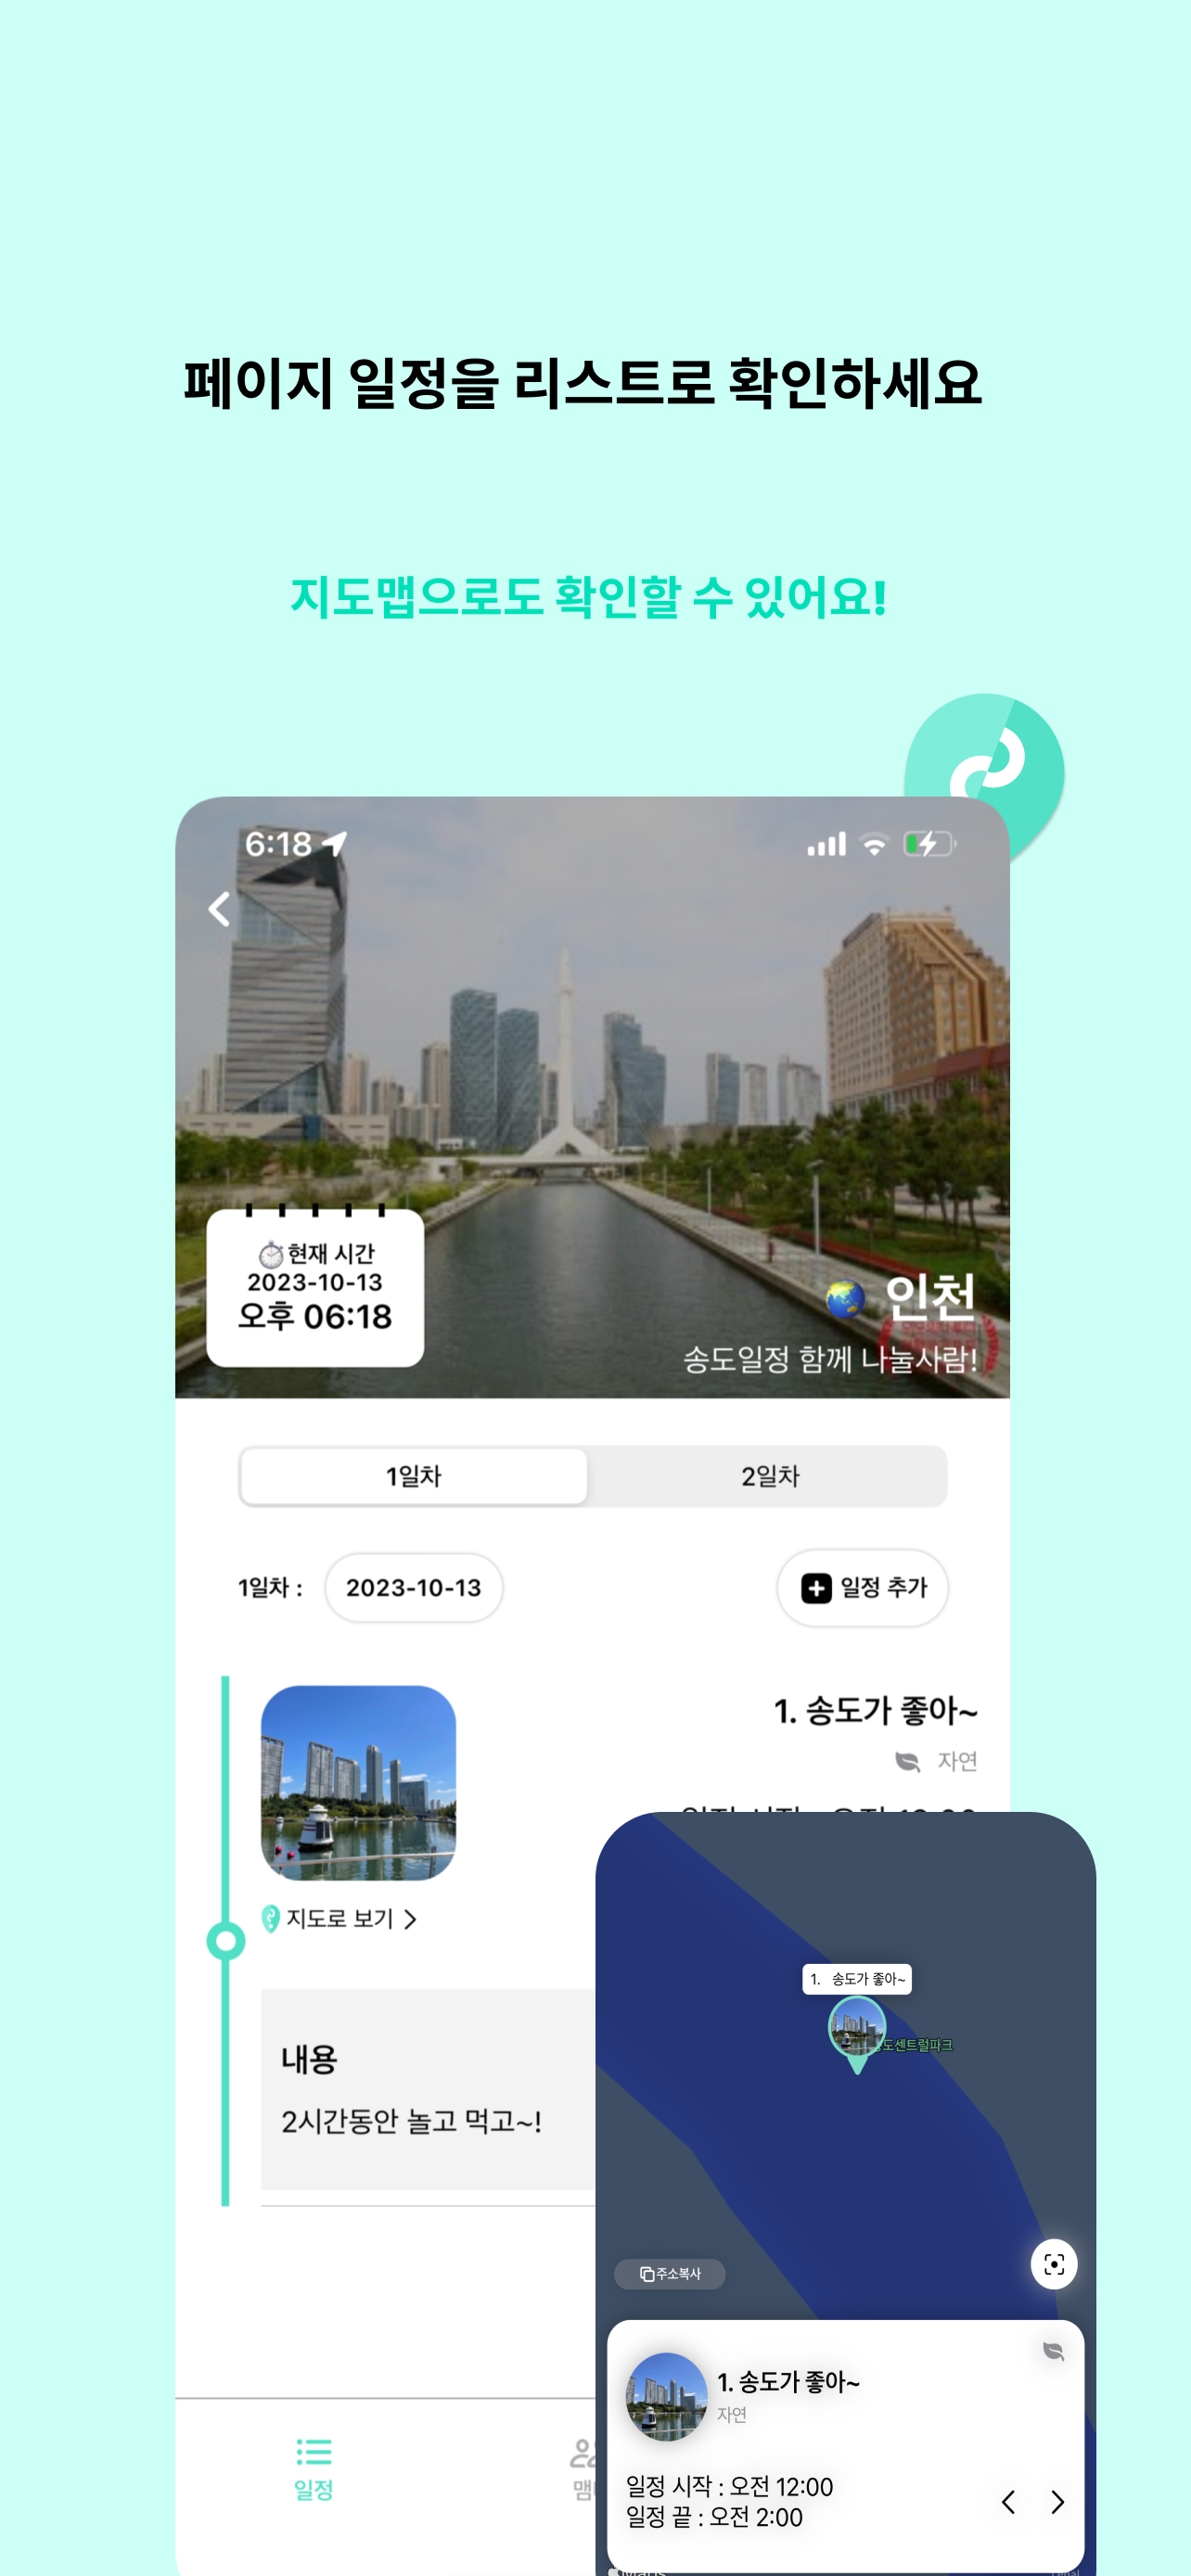 페이지 일정을 리스트로 확인하세요
지도맵으로도 확인할 수 있어요!
6:18
현재 시간
2023-10-13
오후 06:18
인천
송도일정 함께 나눌사람!
1일차
2일차
1일차 :
2023-10-13
일정 추가
1. 송도가 좋아~
자연
지도로 보기
내용
2시간동안 놀고 먹고~!
일정
1. 송도가 좋아~
도센트럴파크
주소복사
1. 송도가 좋아~
자연
일정 시작 : 오전 12:00
일정 끝 : 오전 2:00